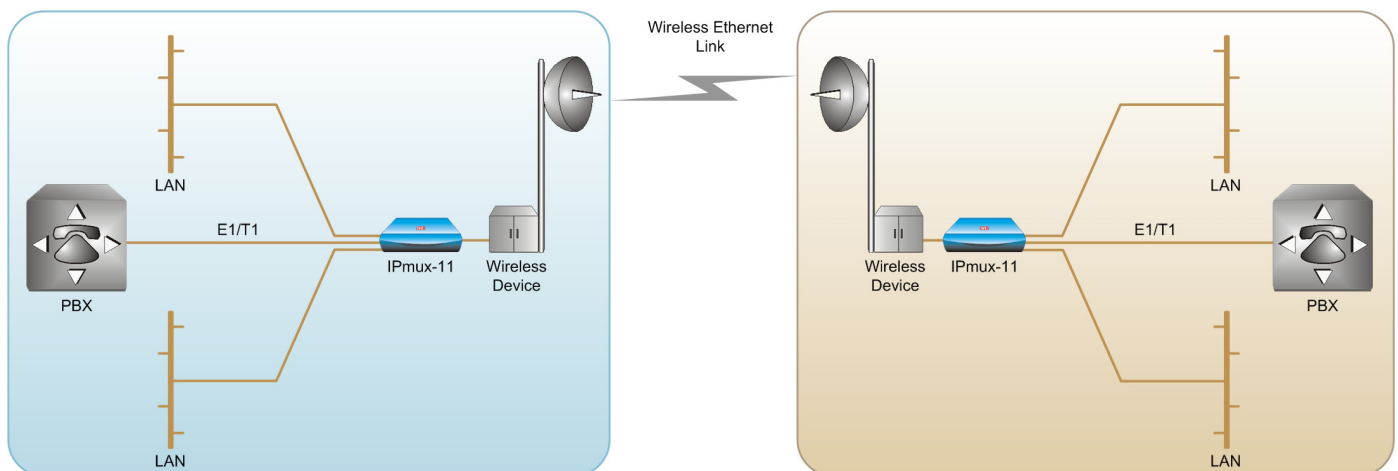 Wireless Ethernet
Link
LAN
LAN
E1/T1
E1/T1
IPmux-11
Wireless
Device
Wireless
Device
IPmux-11
PBX
PBX
LAN
LAN